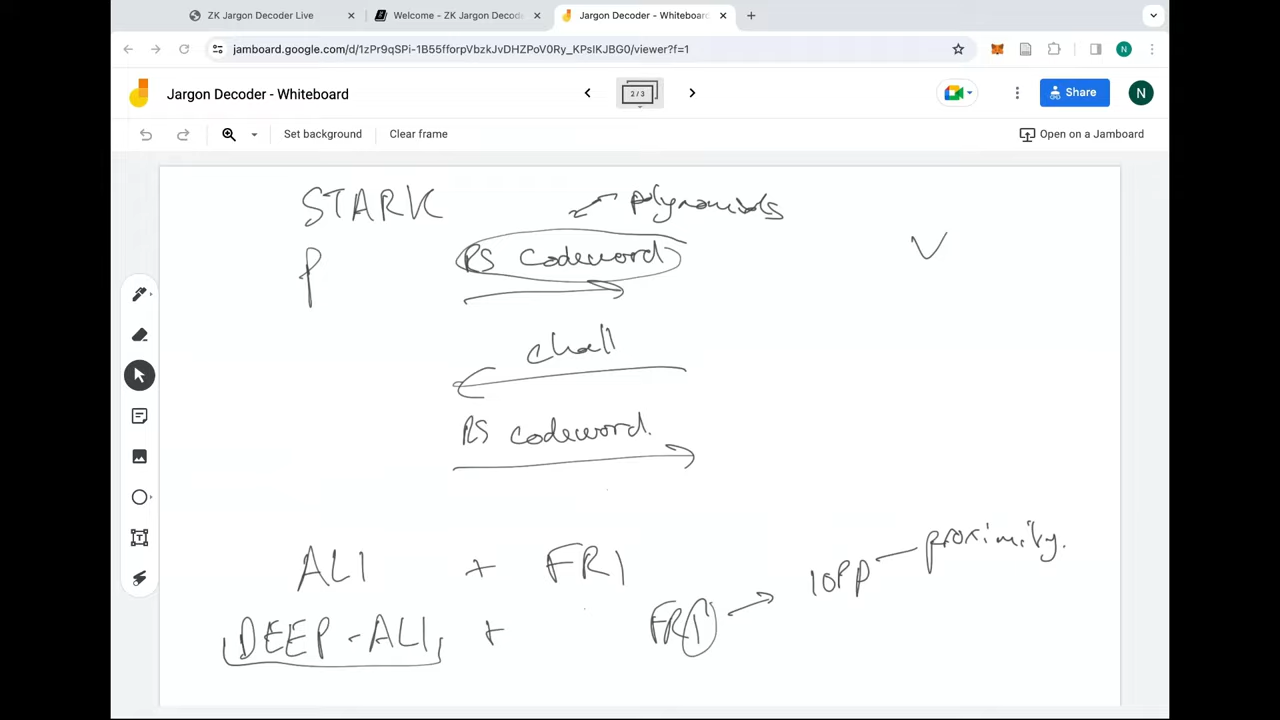 ZK Jargon Decoder Live
Welcome - ZK Jargon Decod
Jargon Decoder - Whiteboard
jamboard.google.com/d/1zPr9qSPi-1B55fforpVbzkJvDHZPoV0Ry_KPsIKJBG0/viewer?f=1
N
Jargon Decoder - Whiteboard
2 / 3
Share
N
Set background
Clear frame
Open on a Jamboard
STARK
polynomials
P
RS Codeword
V
chall
RS codeword.
ALI + FRI
IOPP proximity.
DEEP-ALI +
FRI